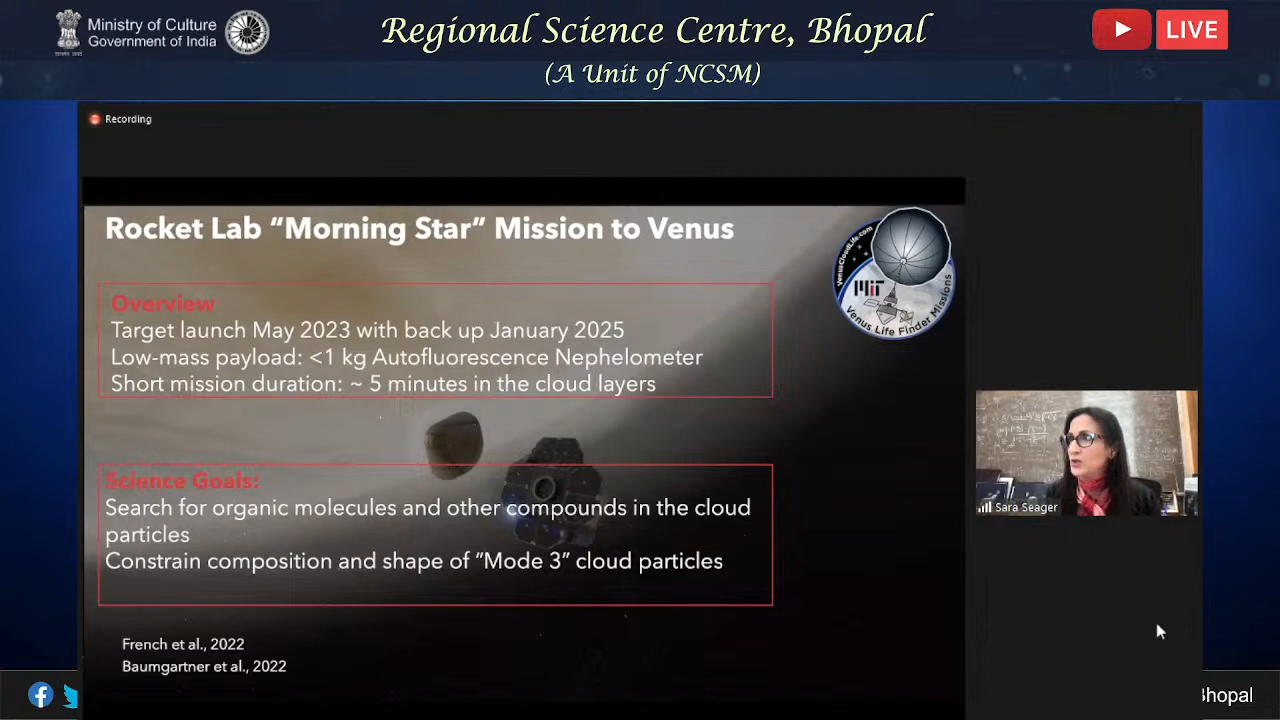 Ministry of Culture
Government of India
Regional Science Centre, Bhopal
(A Unit of NCSM)
LIVE
Recording
Rocket Lab “Morning Star” Mission to Venus
VenusCloudLife.com
MIT
Venus Life Finder Missions
Overview
Target launch May 2023 with back up January 2025
Low-mass payload: <1 kg Autofluorescence Nephelometer
Short mission duration: ~ 5 minutes in the cloud layers
Science Goals:
Search for organic molecules and other compounds in the cloud
particles
Constrain composition and shape of “Mode 3” cloud particles
Sara Seager
French et al., 2022
Baumgartner et al., 2022
Bhopal